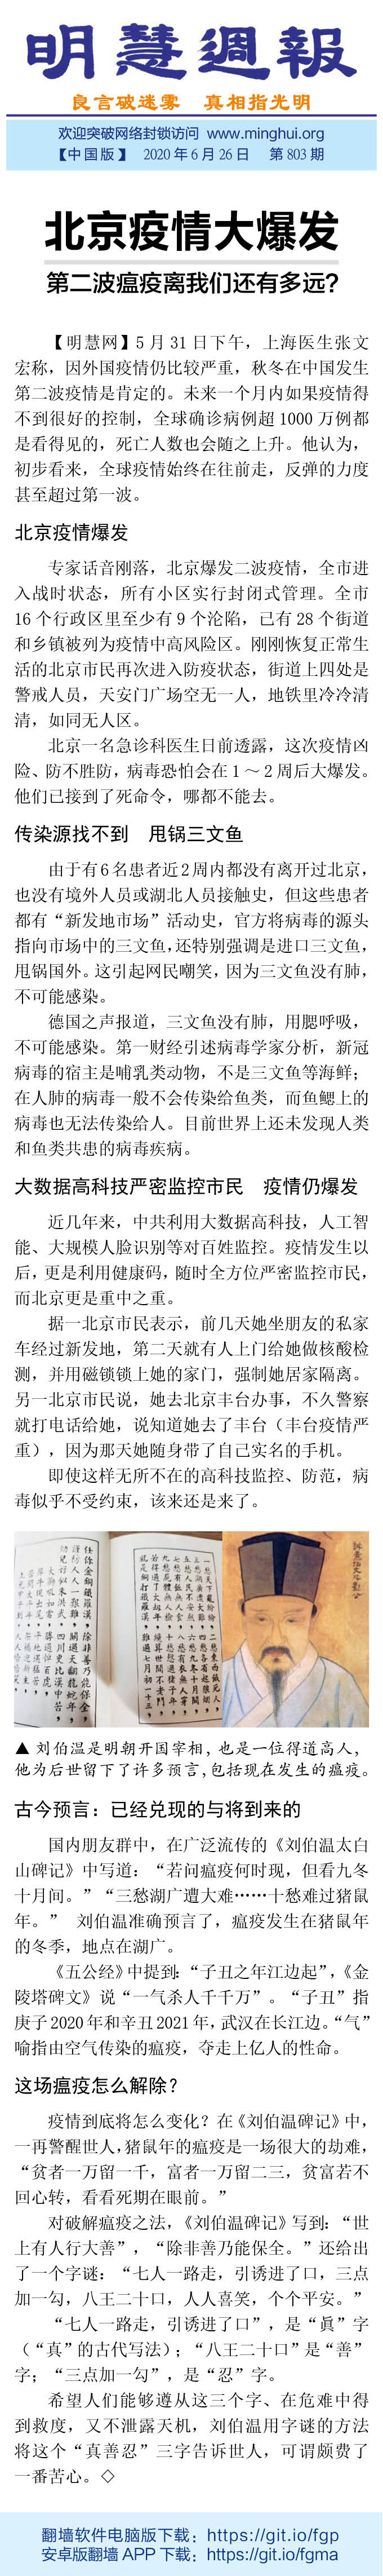 明慧週報
良言破迷霧 真相指光明
欢迎突破网络封锁访问 www.minghui.org
【中国版】 2020年6月26日 第803期
北京疫情大爆发
第二波瘟疫离我们还有多远?
【明慧网】5月31日下午，上海医生张文
宏称，因外国疫情仍比较严重，秋冬在中国发生
第二波疫情是肯定的。未来一个月内如果疫情得
不到很好的控制，全球确诊病例超1000万例都
是看得见的，死亡人数也会随之上升。他认为，
初步看来，全球疫情始终在往前走，反弹的力度
甚至超过第一波。
北京疫情爆发
专家话音刚落，北京爆发二波疫情，全市进
入战时状态，所有小区实行封闭式管理。全市
16个行政区里至少有9个沦陷，已有28个街道
和乡镇被列为疫情中高风险区。刚刚恢复正常生
活的北京市民再次进入防疫状态，街道上四处是
警戒人员，天安门广场空无一人，地铁里冷冷清
清，如同无人区。
北京一名急诊科医生日前透露，这次疫情凶
险、防不胜防，病毒恐怕会在1～2周后大爆发。
他们已接到了死命令，哪都不能去。
传染源找不到 甩锅三文鱼
由于有6名患者近2周内都没有离开过北京，
也没有境外人员或湖北人员接触史，但这些患者
都有“新发地市场”活动史，官方将病毒的源头
指向市场中的三文鱼，还特别强调是进口三文鱼，
甩锅国外。这引起网民嘲笑，因为三文鱼没有肺，
不可能感染。
德国之声报道，三文鱼没有肺，用腮呼吸，
不可能感染。第一财经引述病毒学家分析，新冠
病毒的宿主是哺乳类动物，不是三文鱼等海鲜；
在人肺的病毒一般不会传染给鱼类，而鱼鳃上的
病毒也无法传染给人。目前世界上还未发现人类
和鱼类共患的病毒疾病。
大数据高科技严密监控市民 疫情仍爆发
近几年来，中共利用大数据高科技，人工智
能、大规模人脸识别等对百姓监控。疫情发生以
后，更是利用健康码，随时全方位严密监控市民，
而北京更是重中之重。
据一北京市民表示，前几天她坐朋友的私家
车经过新发地，第二天就有人上门给她做核酸检
测，并用磁锁锁上她的家门，强制她居家隔离。
另一北京市民说，她去北京丰台办事，不久警察
就打电话给她，说知道她去了丰台（丰台疫情严
重），因为那天她随身带了自己实名的手机。
即使这样无所不在的高科技监控、防范，病
毒似乎不受约束，该来还是来了。
▲ 刘伯温是明朝开国宰相，也是一位得道高人，
他为后世留下了许多预言，包括现在发生的瘟疫。
古今预言：已经兑现的与将到来的
国内朋友群中，在广泛流传的《刘伯温太白
山碑记》中写道：“若问瘟疫何时现，但看九冬
十月间。”“三愁湖广遭大难……十愁难过猪鼠
年。” 刘伯温准确预言了，瘟疫发生在猪鼠年
的冬季，地点在湖广。
《五公经》中提到：“子丑之年江边起”，《金
陵塔碑文》说“一气杀人千千万”。“子丑”指
庚子2020年和辛丑2021年，武汉在长江边。“气”
喻指由空气传染的瘟疫，夺走上亿人的性命。
这场瘟疫怎么解除？
疫情到底将怎么变化？在《刘伯温碑记》中，
一再警醒世人，猪鼠年的瘟疫是一场很大的劫难，
“贫者一万留一千，富者一万留二三，贫富若不
回心转，看看死期在眼前。”
对破解瘟疫之法，《刘伯温碑记》写到：“世
上有人行大善”，“除非善乃能保全。”还给出
了一个字谜：“七人一路走，引诱进了口，三点
加一勾，八王二十口，人人喜笑，个个平安。”
“七人一路走，引诱进了口”，是“眞”字
（“真”的古代写法）；“八王二十口”是“善”
字；“三点加一勾”，是“忍”字。
希望人们能够遵从这三个字、在危难中得
到救度，又不泄露天机，刘伯温用字谜的方法
将这个“真善忍”三字告诉世人，可谓颇费了
一番苦心。◇
翻墙软件电脑版下载：https://git.io/fgp
安卓版翻墙 APP 下载：https://git.io/fgma